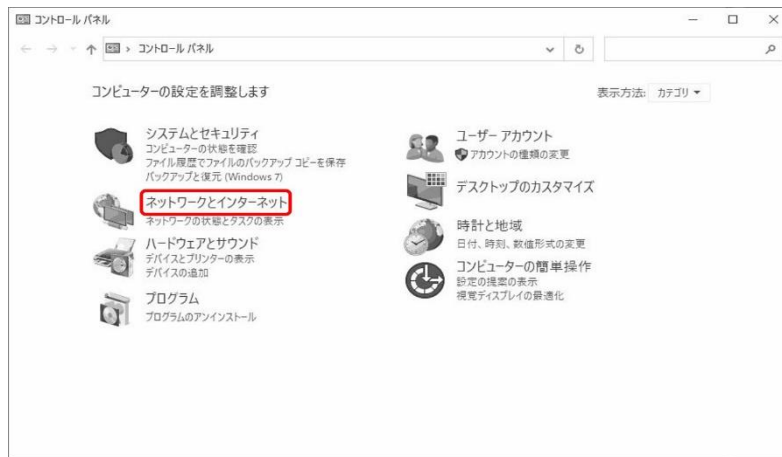 コントロール パネル
コントロール パネル
コンピューターの設定を調整します
表示方法: カテゴリ
システムとセキュリティ
コンピューターの状態を確認
ファイル履歴でファイルのバックアップ コピーを保存
バックアップと復元 (Windows 7)
ネットワークとインターネット
ネットワークの状態とタスクの表示
ハードウェアとサウンド
デバイスとプリンターの表示
デバイスの追加
プログラム
プログラムのアンインストール
ユーザー アカウント
アカウントの種類の変更
デスクトップのカスタマイズ
時計と地域
日付、時刻、数値形式の変更
コンピューターの簡単操作
設定の提案の表示
視覚ディスプレイの最適化